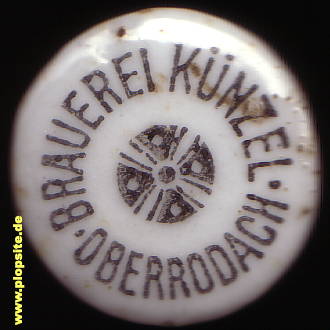 BRAUEREI KÜNZEL
· OBERRODACH ·
www.plopsite.de